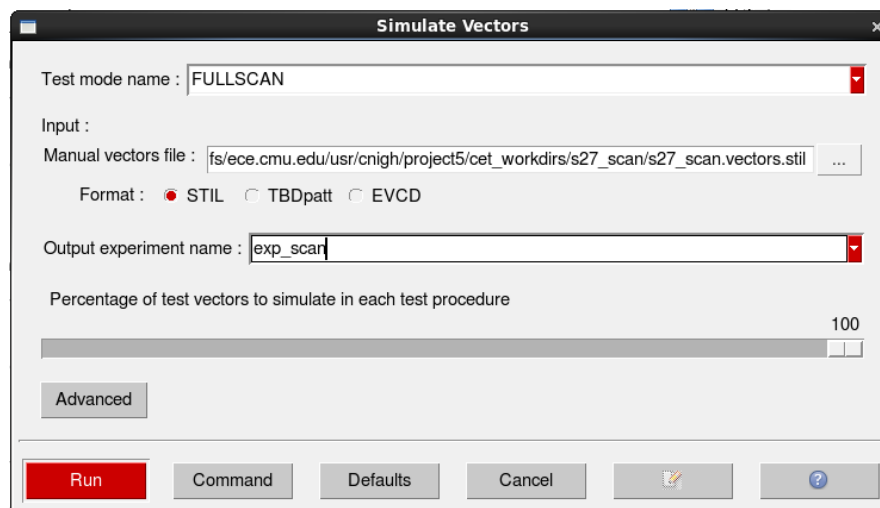 Simulate Vectors
Test mode name : FULLSCAN
Input :
Manual vectors file : fs/ece.cmu.edu/usr/cnigh/project5/cet_workdirs/s27_scan/s27_scan.vectors.stil ...
Format : STIL TBDpatt EVCD
Output experiment name : exp_scan
Percentage of test vectors to simulate in each test procedure
100
Advanced
Run Command Defaults Cancel ?